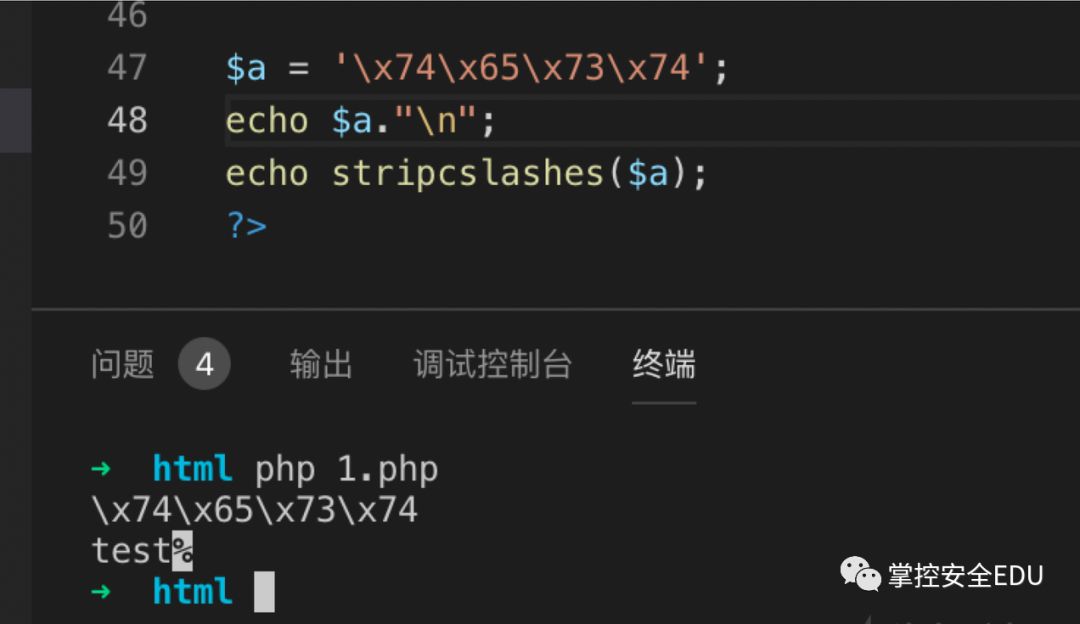 46
47 $a = '\x74\x65\x73\x74';
48 echo $a."\n";
49 echo stripcslashes($a);
50 ?>
问题 4 输出 调试控制台 终端
➜ html php 1.php
\x74\x65\x73\x74
test%
➜ html
掌控安全EDU